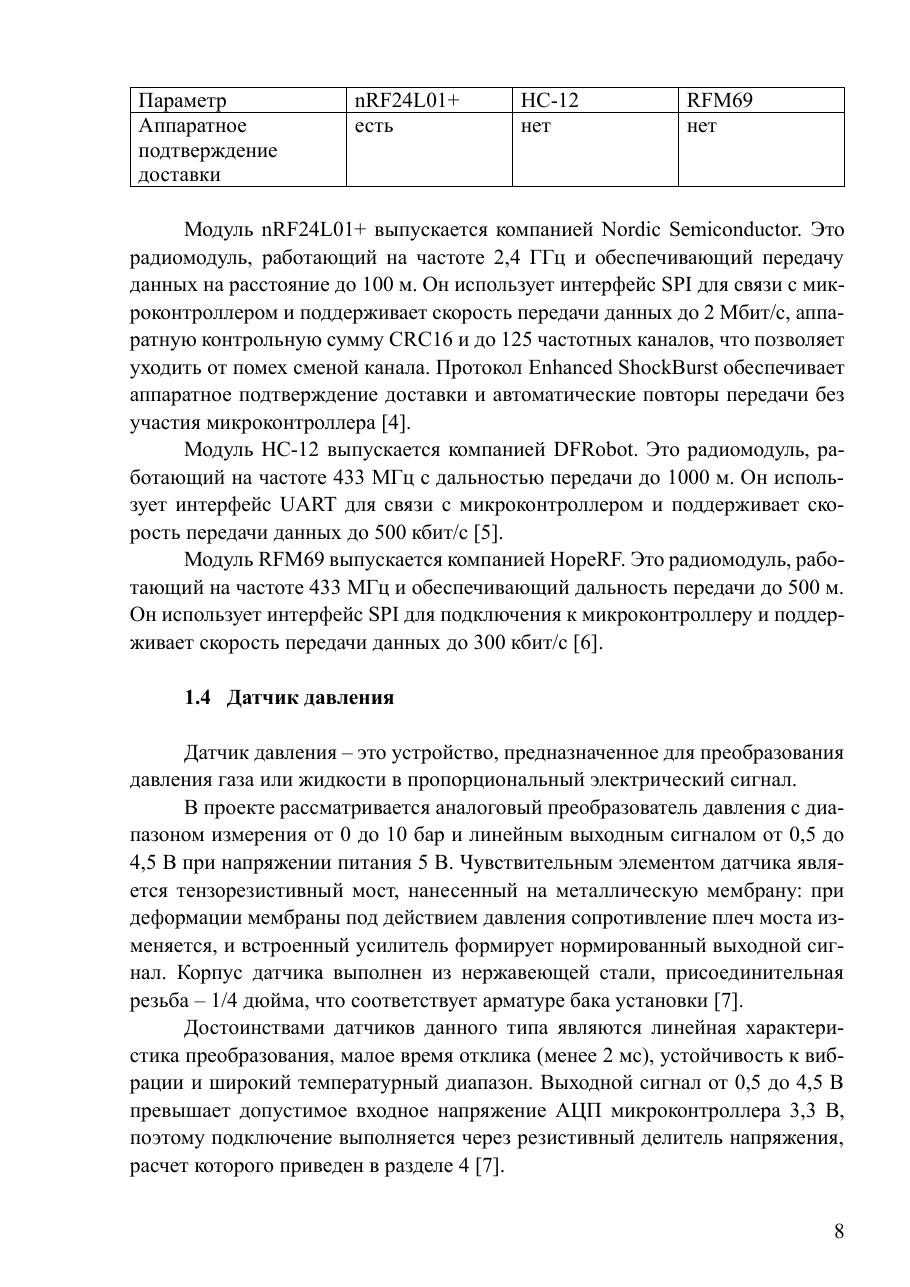 Параметр nRF24L01+ HC-12 RFM69
Аппаратное есть нет нет
подтверждение
доставки
Модуль nRF24L01+ выпускается компанией Nordic Semiconductor. Это
радиомодуль, работающий на частоте 2,4 ГГц и обеспечивающий передачу
данных на расстояние до 100 м. Он использует интерфейс SPI для связи с мик-
роконтроллером и поддерживает скорость передачи данных до 2 Мбит/с, аппа-
ратную контрольную сумму CRC16 и до 125 частотных каналов, что позволяет
уходить от помех сменой канала. Протокол Enhanced ShockBurst обеспечивает
аппаратное подтверждение доставки и автоматические повторы передачи без
участия микроконтроллера [4].
Модуль HC-12 выпускается компанией DFRobot. Это радиомодуль, ра-
ботающий на частоте 433 МГц с дальностью передачи до 1000 м. Он исполь-
зует интерфейс UART для связи с микроконтроллером и поддерживает ско-
рость передачи данных до 500 кбит/с [5].
Модуль RFM69 выпускается компанией HopeRF. Это радиомодуль, рабо-
тающий на частоте 433 МГц и обеспечивающий дальность передачи до 500 м.
Он использует интерфейс SPI для подключения к микроконтроллеру и поддер-
живает скорость передачи данных до 300 кбит/с [6].
1.4 Датчик давления
Датчик давления – это устройство, предназначенное для преобразования
давления газа или жидкости в пропорциональный электрический сигнал.
В проекте рассматривается аналоговый преобразователь давления с диа-
пазоном измерения от 0 до 10 бар и линейным выходным сигналом от 0,5 до
4,5 В при напряжении питания 5 В. Чувствительным элементом датчика явля-
ется тензорезистивный мост, нанесенный на металлическую мембрану: при
деформации мембраны под действием давления сопротивление плеч моста из-
меняется, и встроенный усилитель формирует нормированный выходной сиг-
нал. Корпус датчика выполнен из нержавеющей стали, присоединительная
резьба – 1/4 дюйма, что соответствует арматуре бака установки [7].
Достоинствами датчиков данного типа являются линейная характери-
стика преобразования, малое время отклика (менее 2 мс), устойчивость к виб-
рации и широкий температурный диапазон. Выходной сигнал от 0,5 до 4,5 В
превышает допустимое входное напряжение АЦП микроконтроллера 3,3 В,
поэтому подключение выполняется через резистивный делитель напряжения,
расчет которого приведен в разделе 4 [7].
8